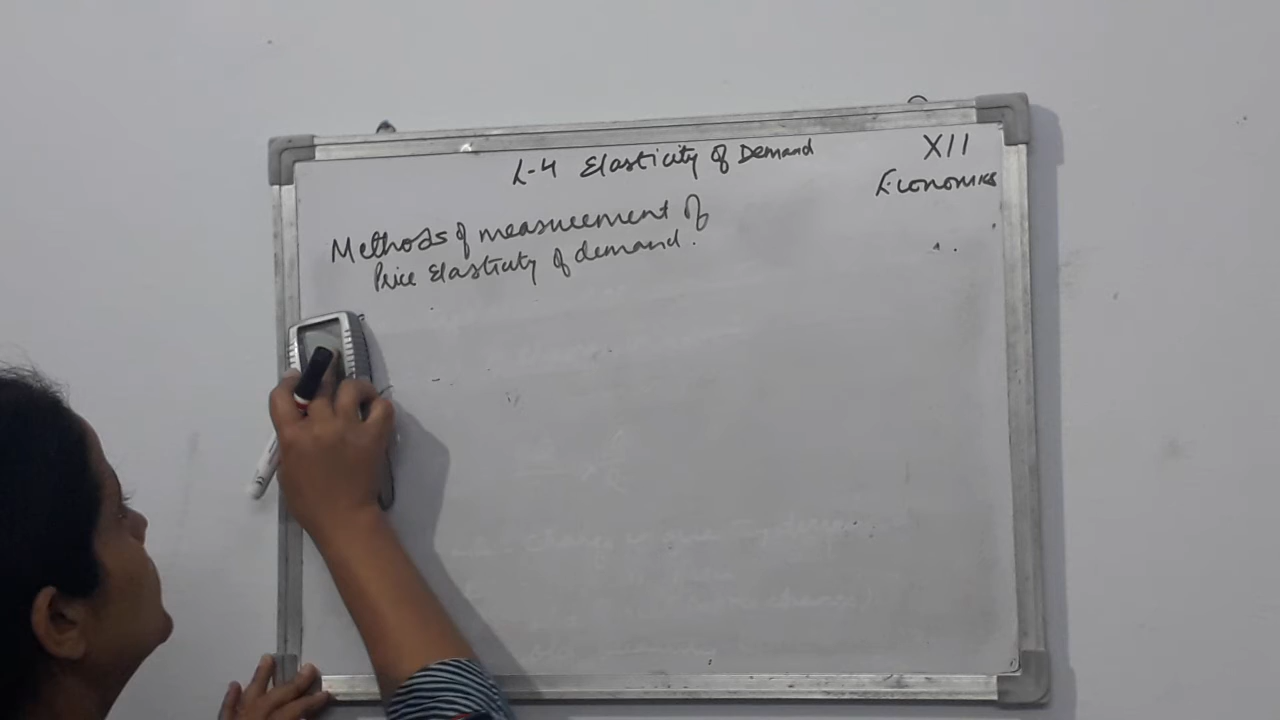 L-4 Elasticity of Demand
XII
Economics
Methods of measurement of
Price Elasticity of demand.